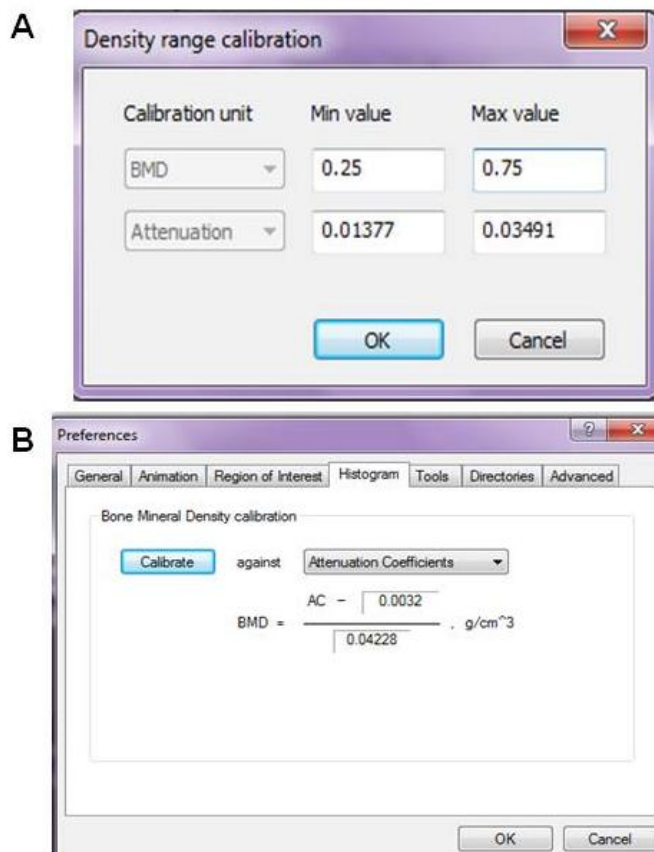 A
Density range calibration
Calibration unit Min value Max value
BMD 0.25 0.75
Attenuation 0.01377 0.03491
OK Cancel
B
Preferences
General Animation Region of Interest Histogram Tools Directories Advanced
Bone Mineral Density calibration
Calibrate against Attenuation Coefficients
AC − 0.0032
BMD = , g/cm^3
0.04228
OK Cancel